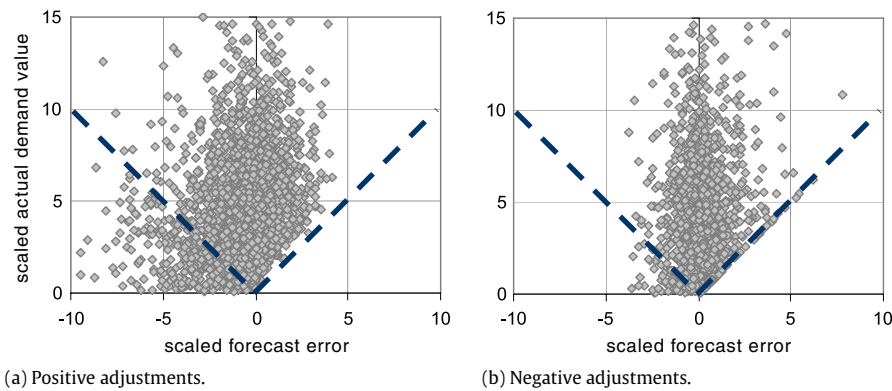 15
10
5
0
scaled actual demand value
-10 -5 0 5 10
scaled forecast error
(a) Positive adjustments.
15
10
5
0
-10 -5 0 5 10
scaled forecast error
(b) Negative adjustments.